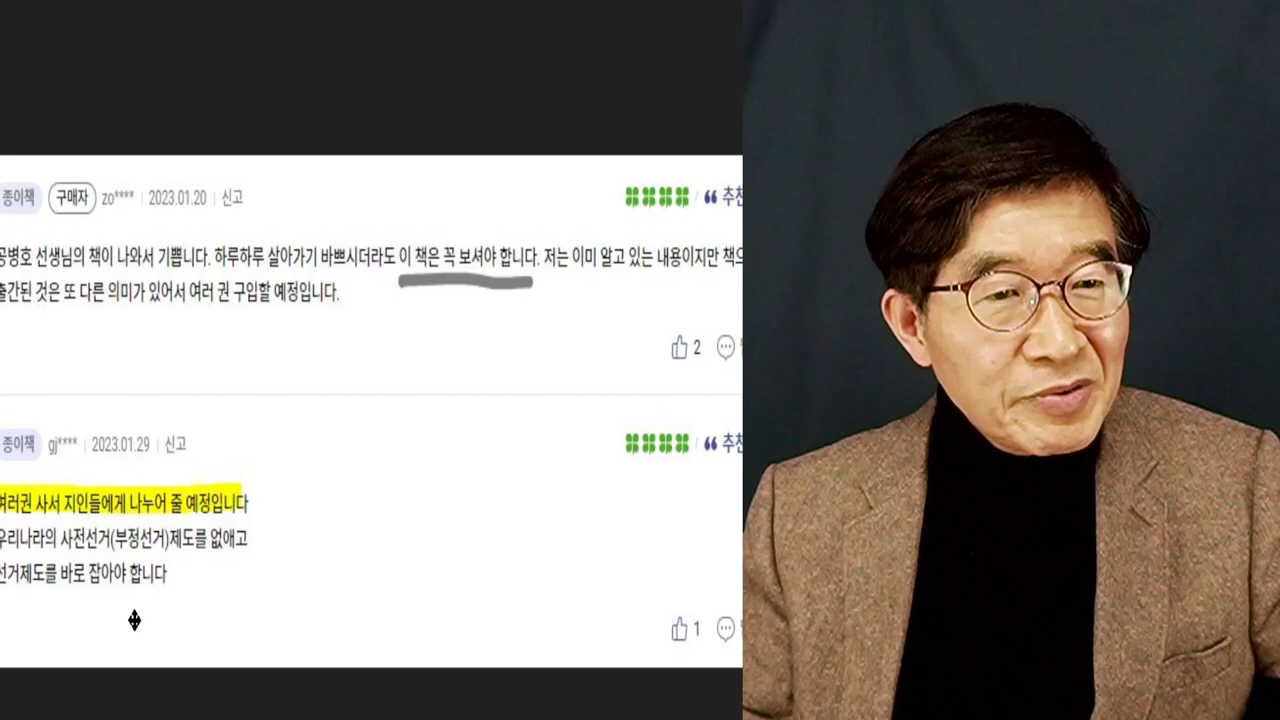 종이책 구매자 zo**** 2023.01.20 신고 추천
공병호 선생님의 책이 나와서 기쁩니다. 하루하루 살아가기 바쁘시더라도 이 책은 꼭 보셔야 합니다. 저는 이미 알고 있는 내용이지만 책으
출간된 것은 또 다른 의미가 있어서 여러 권 구입할 예정입니다.
2
종이책 gj**** 2023.01.29 신고 추천
여러권 사서 지인들에게 나누어 줄 예정입니다
우리나라의 사전선거(부정선거)제도를 없애고
선거제도를 바로 잡아야 합니다
1